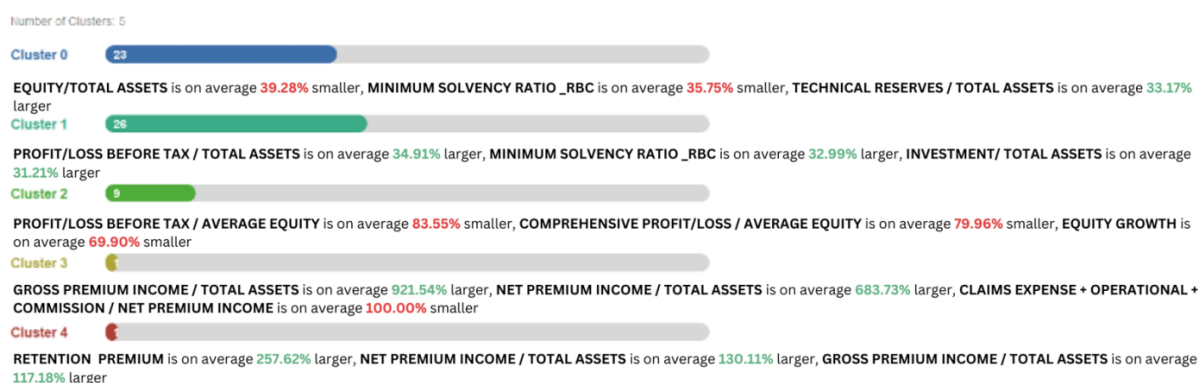 Number of Clusters: 5
Cluster 0 23
EQUITY/TOTAL ASSETS is on average 39.28% smaller, MINIMUM SOLVENCY RATIO _RBC is on average 35.75% smaller, TECHNICAL RESERVES / TOTAL ASSETS is on average 33.17%
larger
Cluster 1 26
PROFIT/LOSS BEFORE TAX / TOTAL ASSETS is on average 34.91% larger, MINIMUM SOLVENCY RATIO _RBC is on average 32.99% larger, INVESTMENT/ TOTAL ASSETS is on average
31.21% larger
Cluster 2 9
PROFIT/LOSS BEFORE TAX / AVERAGE EQUITY is on average 83.55% smaller, COMPREHENSIVE PROFIT/LOSS / AVERAGE EQUITY is on average 79.96% smaller, EQUITY GROWTH is
on average 69.90% smaller
Cluster 3 1
GROSS PREMIUM INCOME / TOTAL ASSETS is on average 921.54% larger, NET PREMIUM INCOME / TOTAL ASSETS is on average 683.73% larger, CLAIMS EXPENSE + OPERATIONAL +
COMMISSION / NET PREMIUM INCOME is on average 100.00% smaller
Cluster 4 1
RETENTION PREMIUM is on average 257.62% larger, NET PREMIUM INCOME / TOTAL ASSETS is on average 130.11% larger, GROSS PREMIUM INCOME / TOTAL ASSETS is on average
117.18% larger